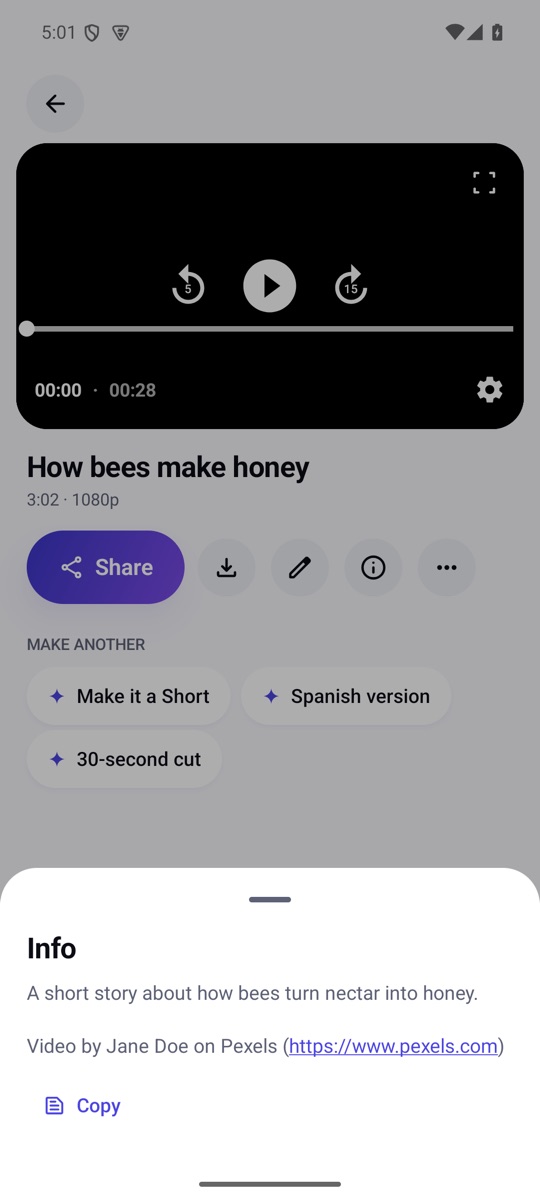 5:01
5
15
00:00 · 00:28
How bees make honey
3:02 · 1080p
Share
MAKE ANOTHER
Make it a Short
Spanish version
30-second cut
Info
A short story about how bees turn nectar into honey.
Video by Jane Doe on Pexels (https://www.pexels.com)
Copy